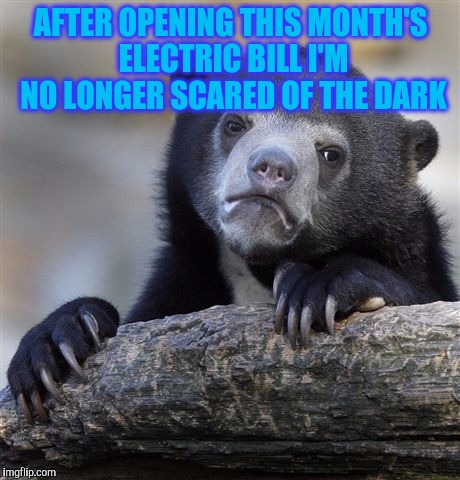 AFTER OPENING THIS MONTH'S
ELECTRIC BILL I'M
NO LONGER SCARED OF THE DARK
imgflip.com